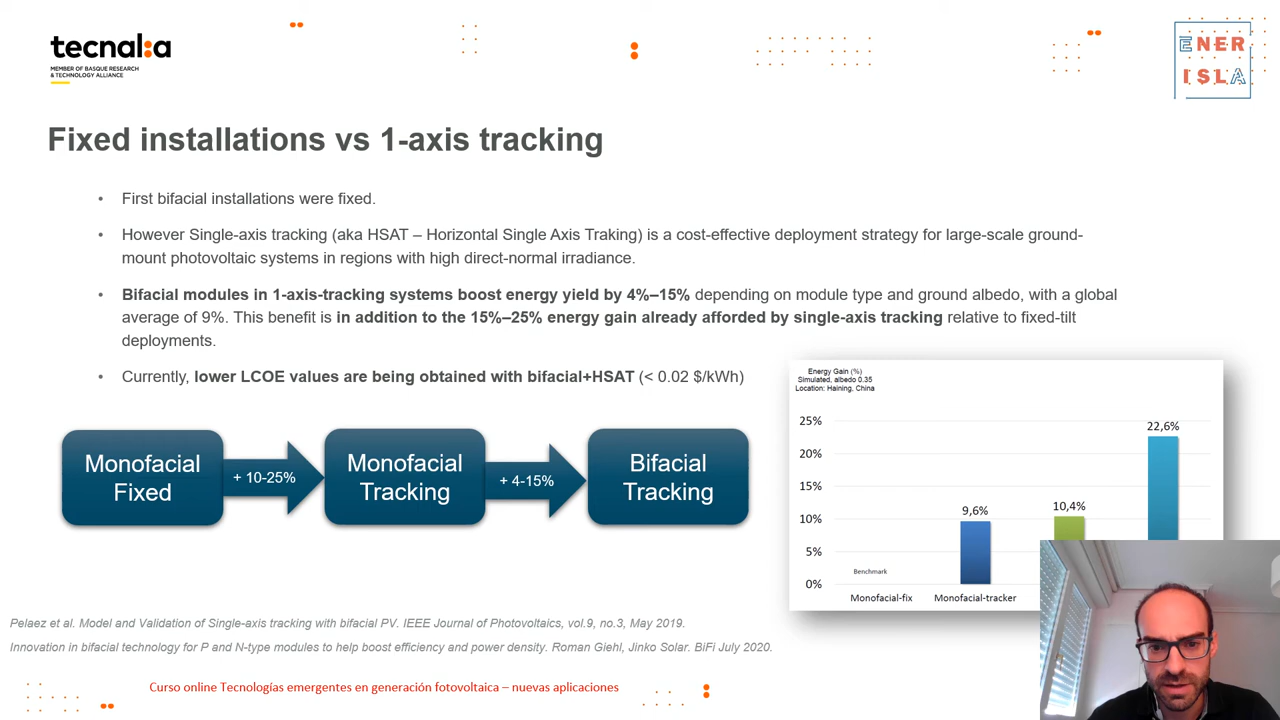 tecnalia
MEMBER OF BASQUE RESEARCH
& TECHNOLOGY ALLIANCE
ENER
ISLA
Fixed installations vs 1-axis tracking
• First bifacial installations were fixed.
• However Single-axis tracking (aka HSAT – Horizontal Single Axis Traking) is a cost-effective deployment strategy for large-scale ground-
mount photovoltaic systems in regions with high direct-normal irradiance.
• Bifacial modules in 1-axis-tracking systems boost energy yield by 4%–15% depending on module type and ground albedo, with a global
average of 9%. This benefit is in addition to the 15%–25% energy gain already afforded by single-axis tracking relative to fixed-tilt
deployments.
• Currently, lower LCOE values are being obtained with bifacial+HSAT (< 0.02 $/kWh)
Monofacial
Fixed
+ 10-25%
Monofacial
Tracking
+ 4-15%
Bifacial
Tracking
Energy Gain (%)
Simulated, albedo 0.35
Location: Haining, China
25%
20%
15%
10%
5%
0%
Benchmark
9,6%
10,4%
22,6%
Monofacial-fix
Monofacial-tracker
Pelaez et al. Model and Validation of Single-axis tracking with bifacial PV. IEEE Journal of Photovoltaics, vol.9, no.3, May 2019.
Innovation in bifacial technology for P and N-type modules to help boost efficiency and power density. Roman Giehl, Jinko Solar. BiFi July 2020.
Curso online Tecnologías emergentes en generación fotovoltaica – nuevas aplicaciones